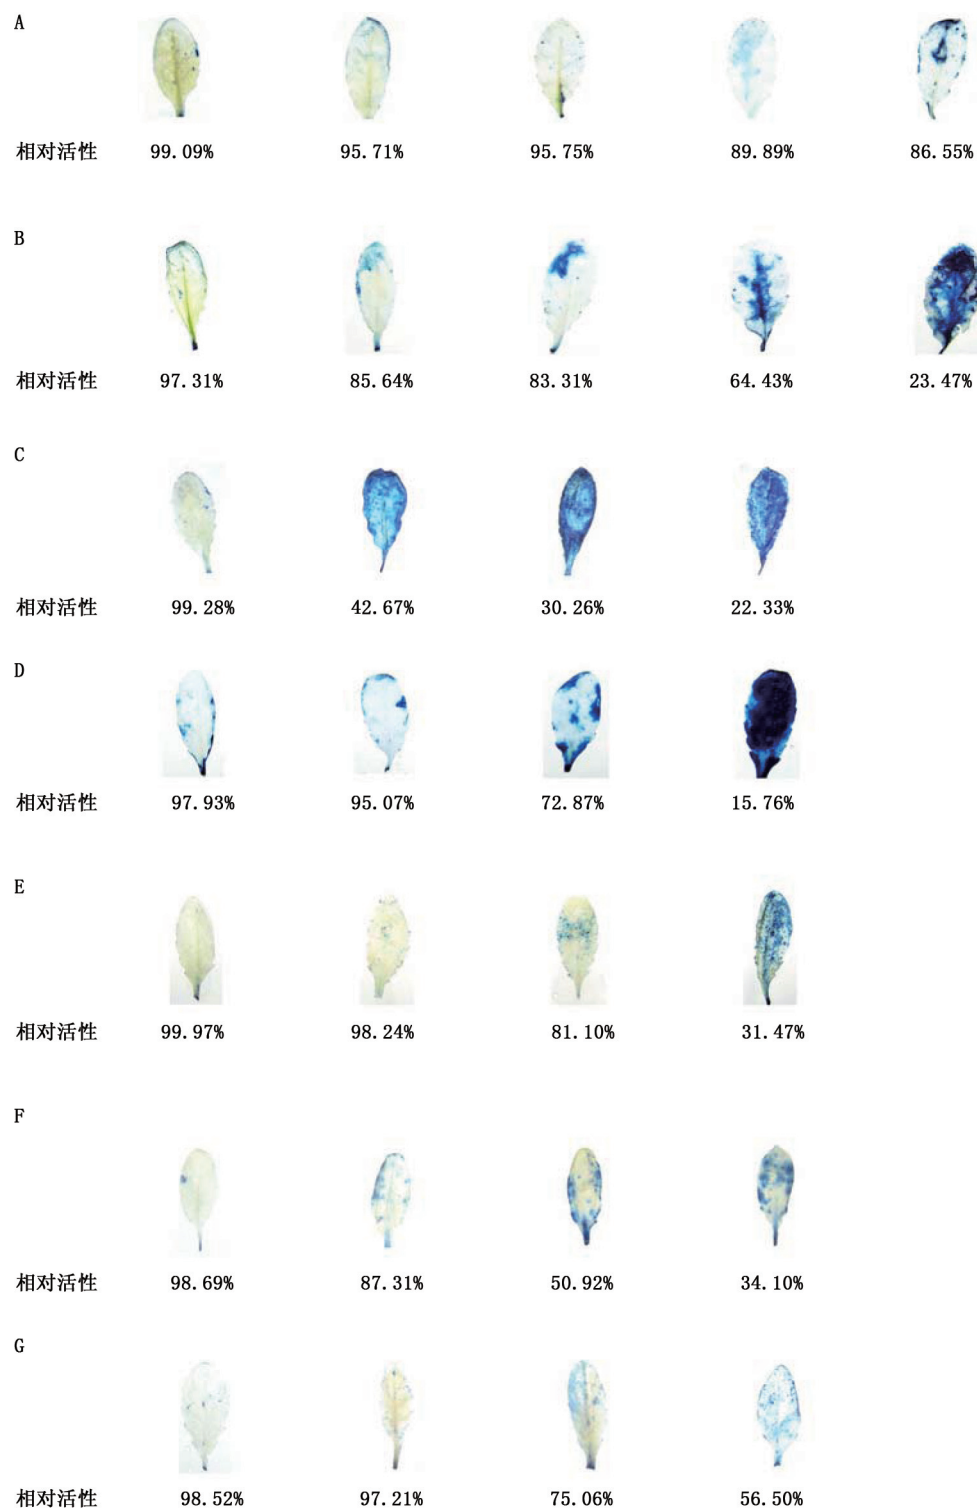 A
相对活性 99.09% 95.71% 95.75% 89.89% 86.55%
B
相对活性 97.31% 85.64% 83.31% 64.43% 23.47%
C
相对活性 99.28% 42.67% 30.26% 22.33%
D
相对活性 97.93% 95.07% 72.87% 15.76%
E
相对活性 99.97% 98.24% 81.10% 31.47%
F
相对活性 98.69% 87.31% 50.92% 34.10%
G
相对活性 98.52% 97.21% 75.06% 56.50%